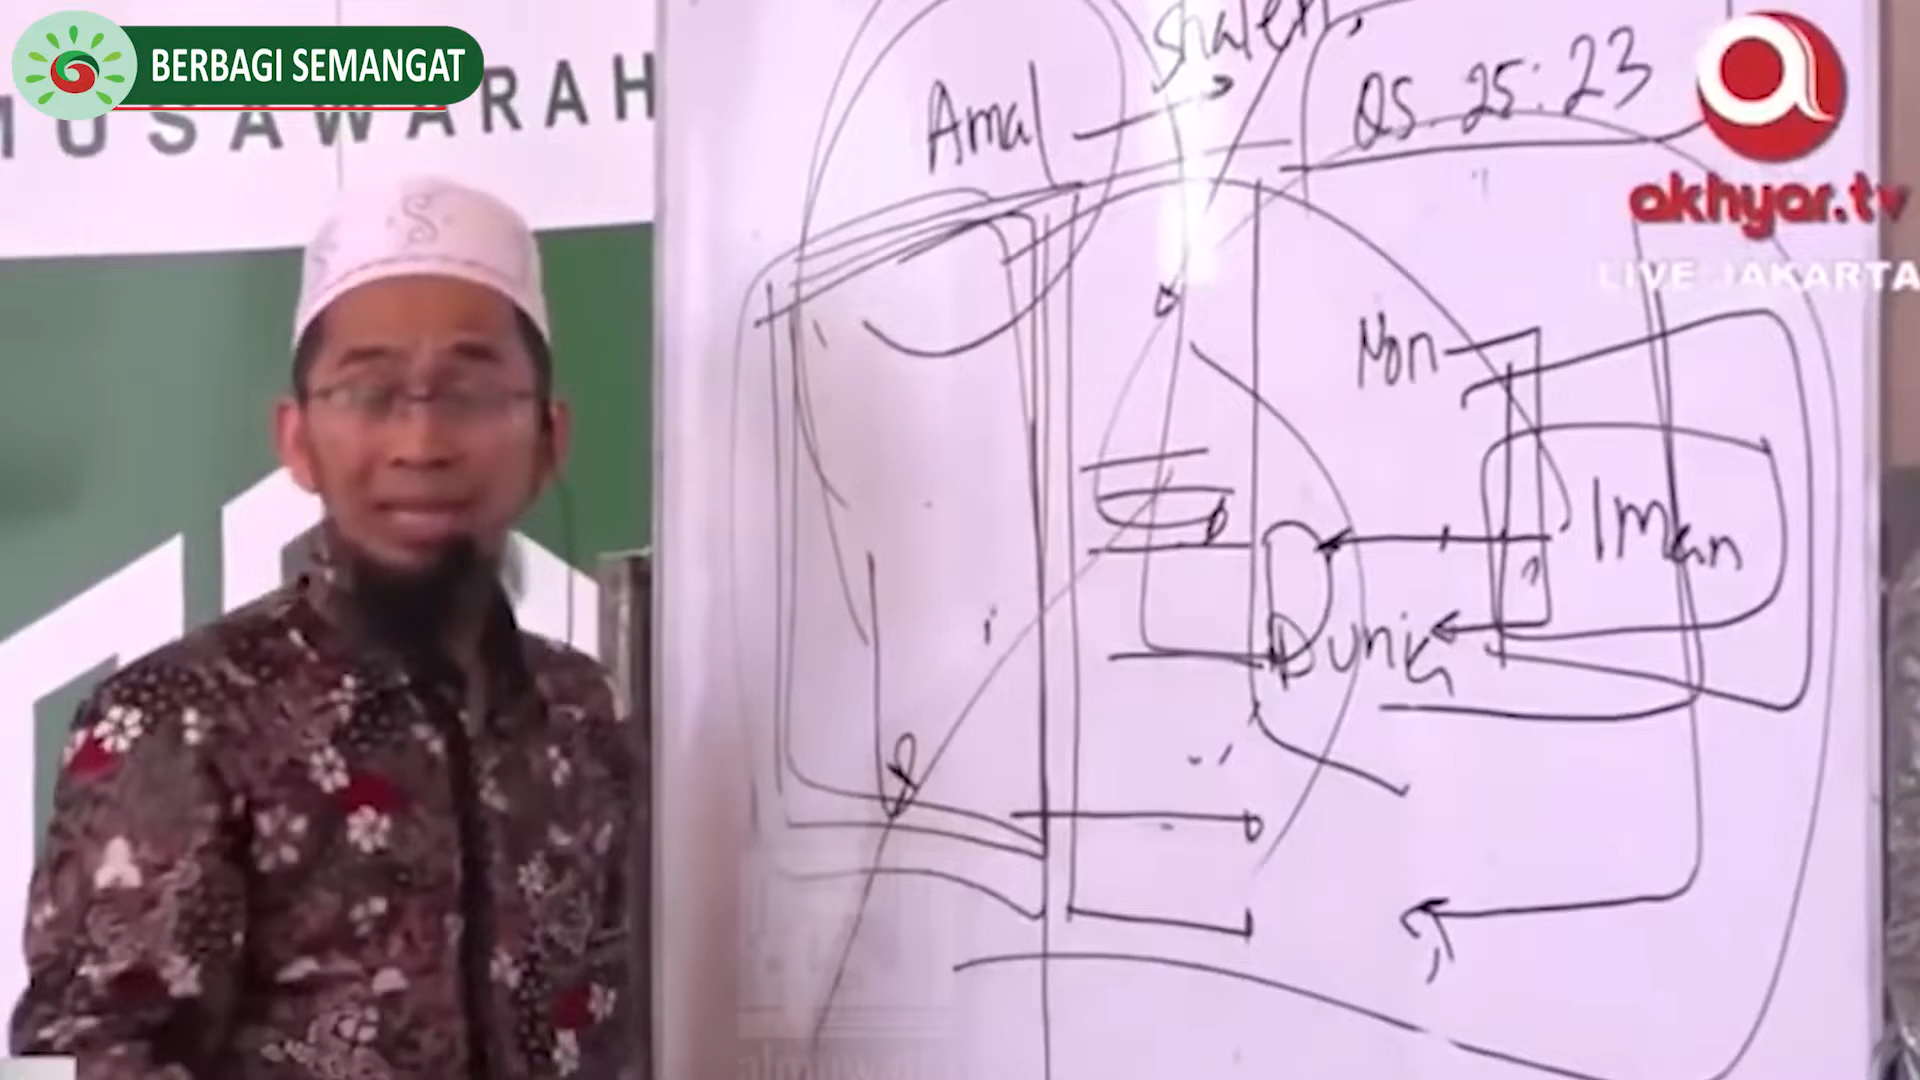 BERBAGI SEMANGAT
MUSAWARAH
Amal
Shaleh
QS. 25:23
akhyar.tv
LIVE JAKARTA
Non
Iman
Dunia